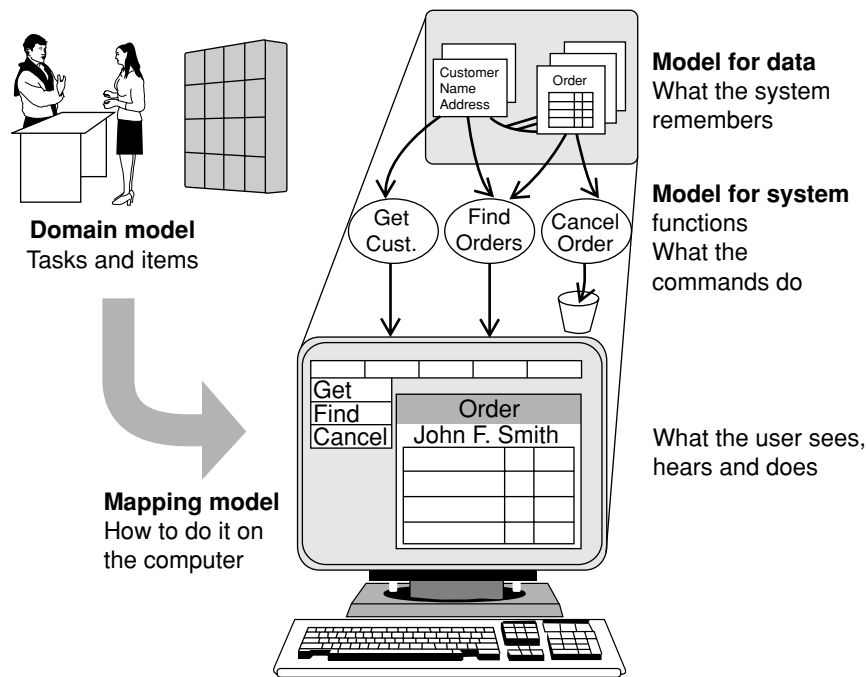 Customer
Name
Address
Order
Model for data
What the system
remembers
Domain model
Tasks and items
Get
Cust.
Find
Orders
Cancel
Order
Model for system
functions
What the
commands do
Get
Find
Cancel
Order
John F. Smith
What the user sees,
hears and does
Mapping model
How to do it on
the computer